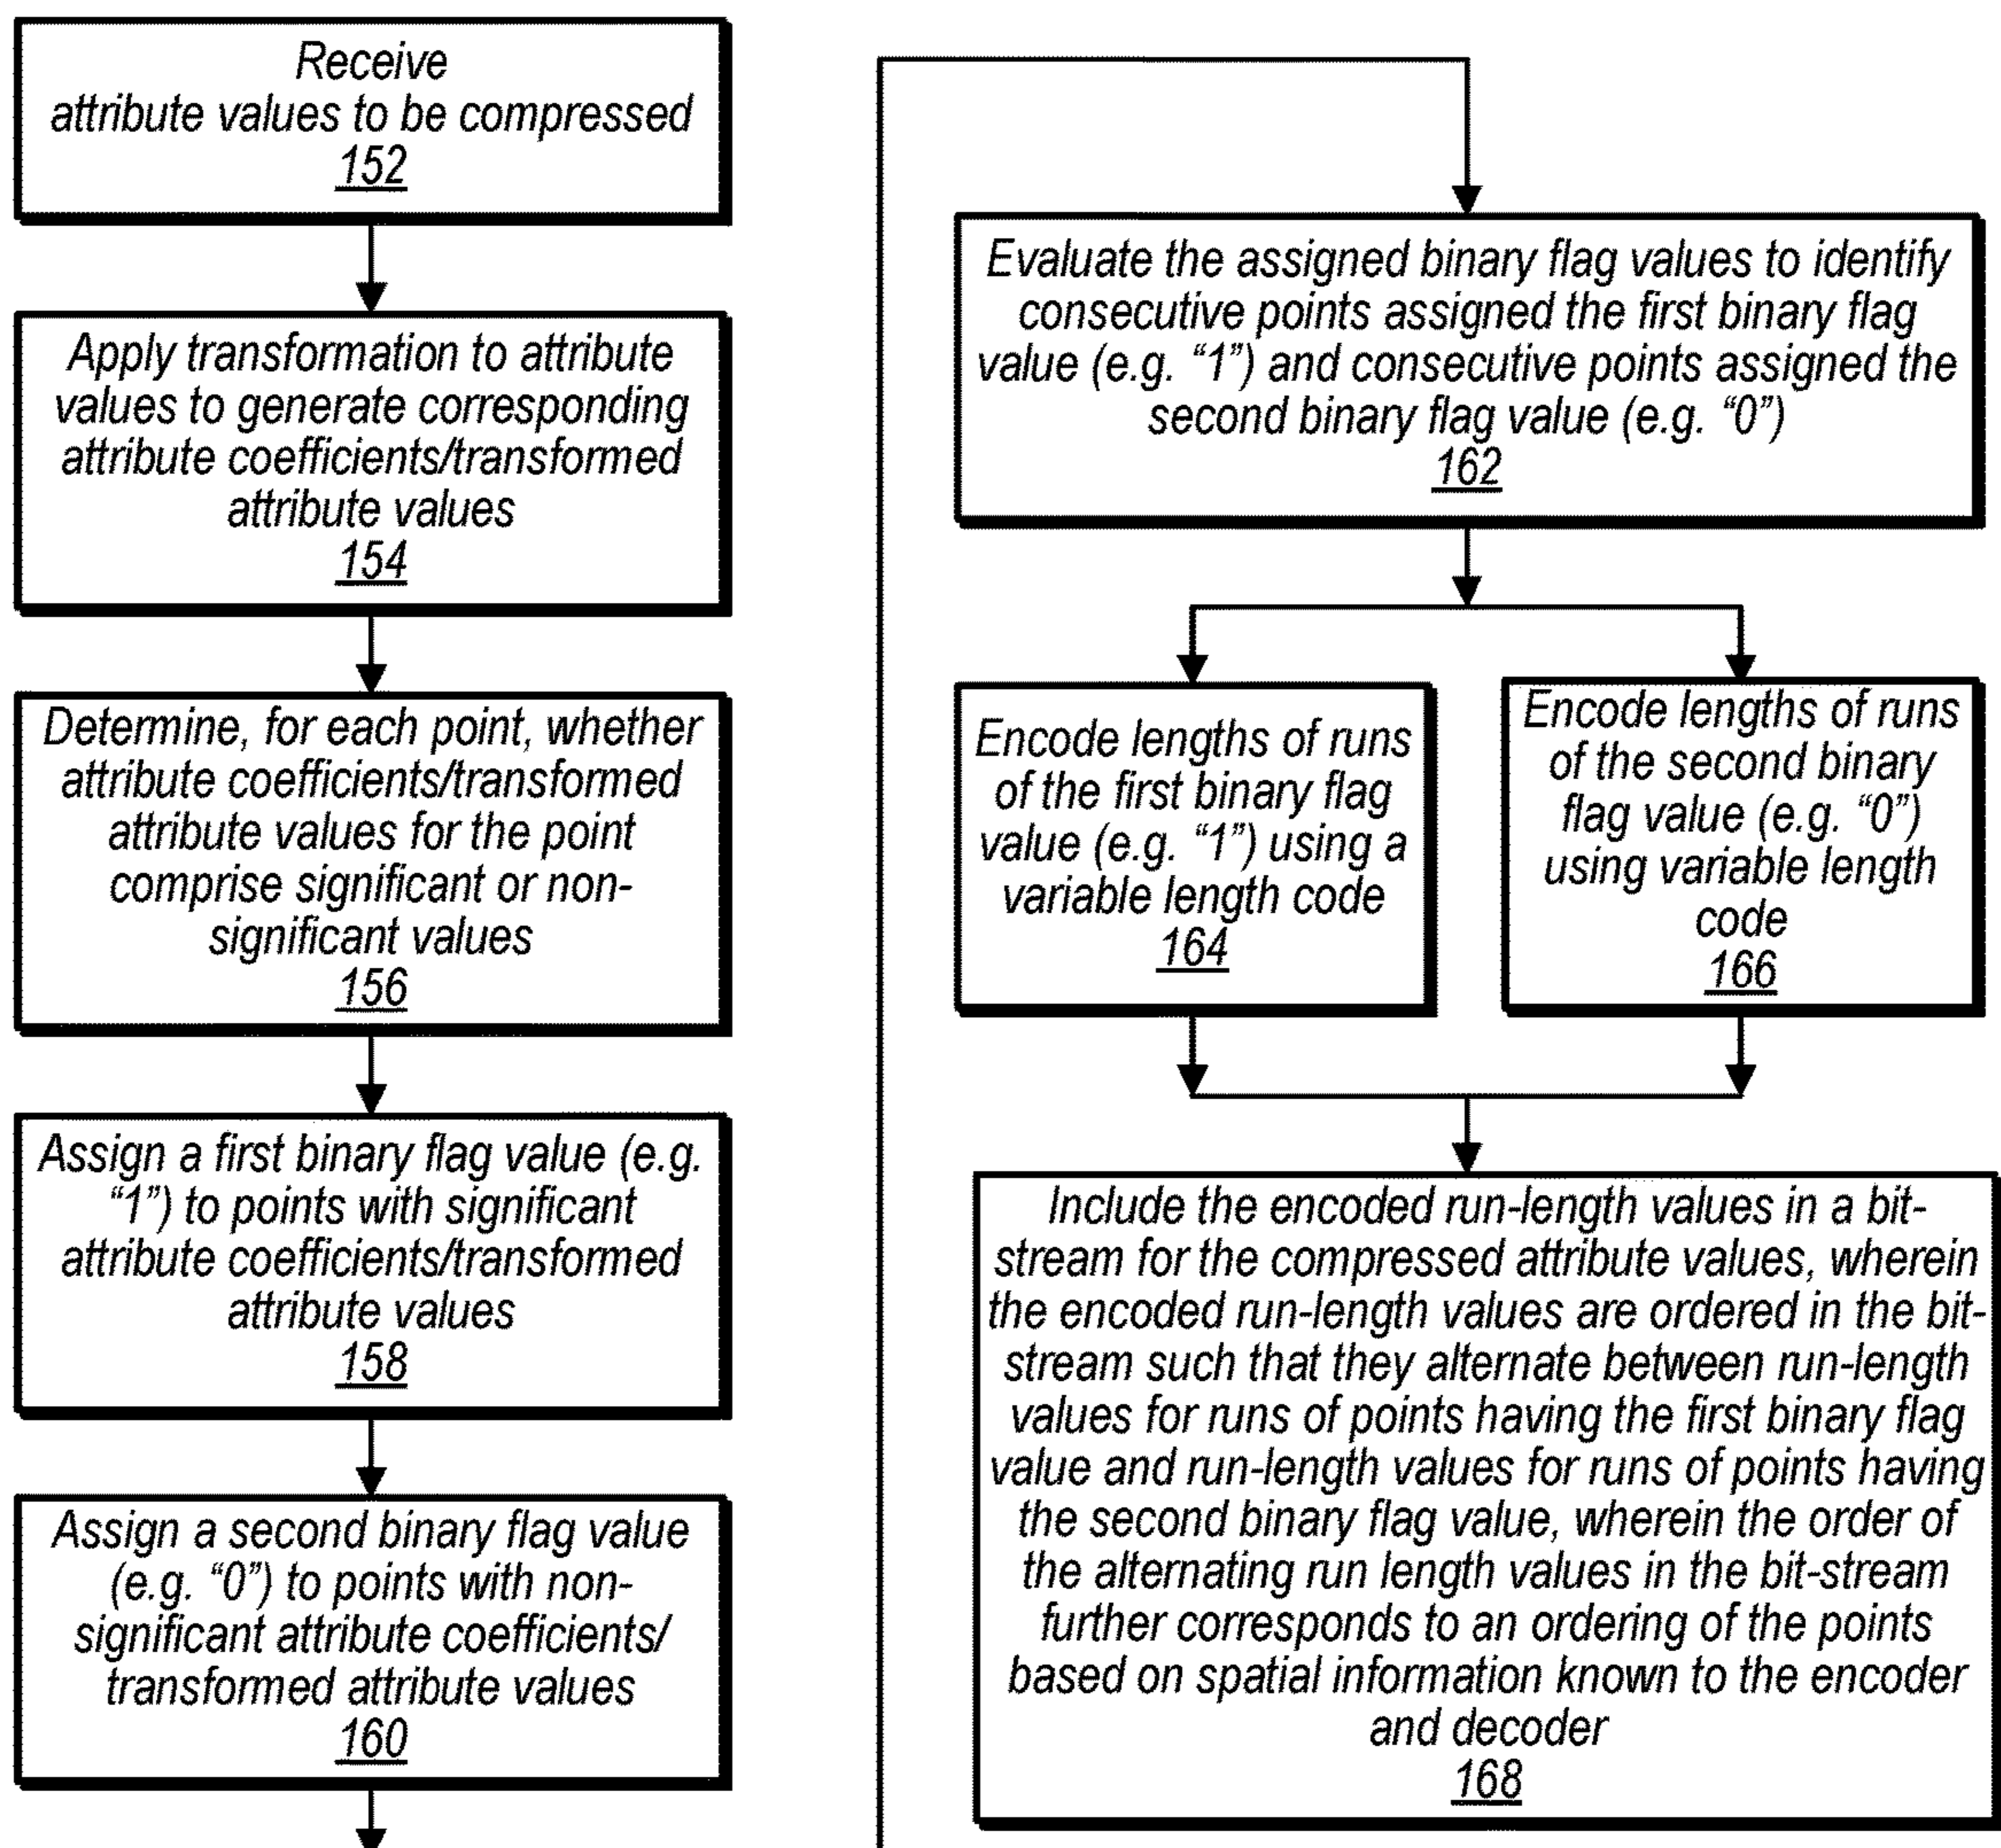 Receive
attribute values to be compressed
152
Apply transformation to attribute
values to generate corresponding
attribute coefficients/transformed
attribute values
154
Determine, for each point, whether
attribute coefficients/transformed
attribute values for the point
comprise significant or non-
significant values
156
Assign a first binary flag value (e.g.
“1”) to points with significant
attribute coefficients/transformed
attribute values
158
Assign a second binary flag value
(e.g. “0”) to points with non-
significant attribute coefficients/
transformed attribute values
160
Evaluate the assigned binary flag values to identify
consecutive points assigned the first binary flag
value (e.g. “1”) and consecutive points assigned the
second binary flag value (e.g. “0”)
162
Encode lengths of runs
of the first binary flag
value (e.g. “1”) using a
variable length code
164
Encode lengths of runs
of the second binary
flag value (e.g. “0”)
using variable length
code
166
Include the encoded run-length values in a bit-
stream for the compressed attribute values, wherein
the encoded run-length values are ordered in the bit-
stream such that they alternate between run-length
values for runs of points having the first binary flag
value and run-length values for runs of points having
the second binary flag value, wherein the order of
the alternating run length values in the bit-stream
further corresponds to an ordering of the points
based on spatial information known to the encoder
and decoder
168